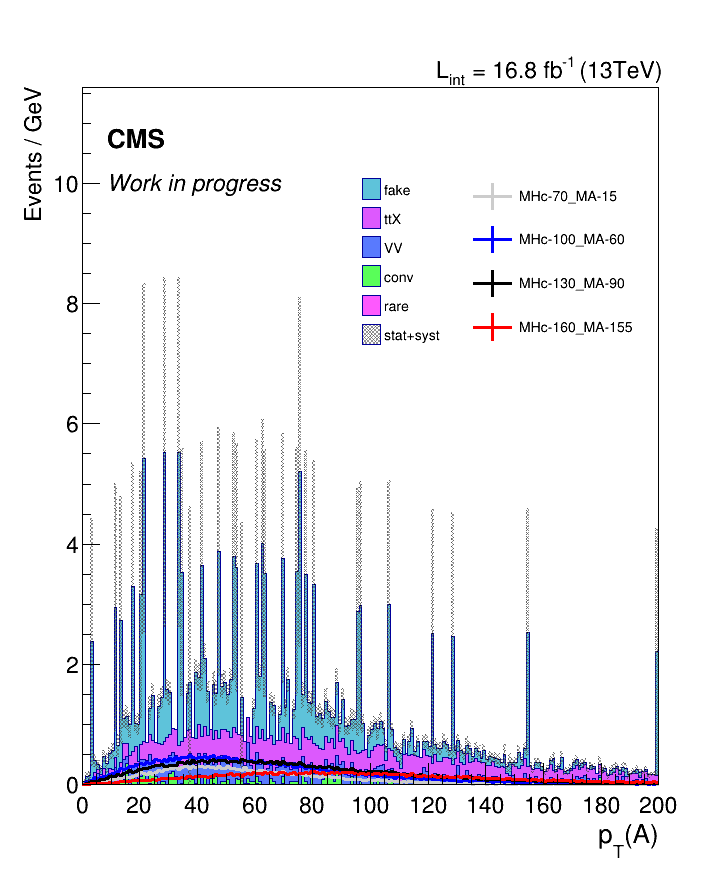 L_int = 16.8 fb^-1 (13TeV)
Events / GeV
CMS
Work in progress
fake
ttX
VV
conv
rare
stat+syst
MHc-70_MA-15
MHc-100_MA-60
MHc-130_MA-90
MHc-160_MA-155
10
8
6
4
2
0
0 20 40 60 80 100 120 140 160 180 200
p_T(A)